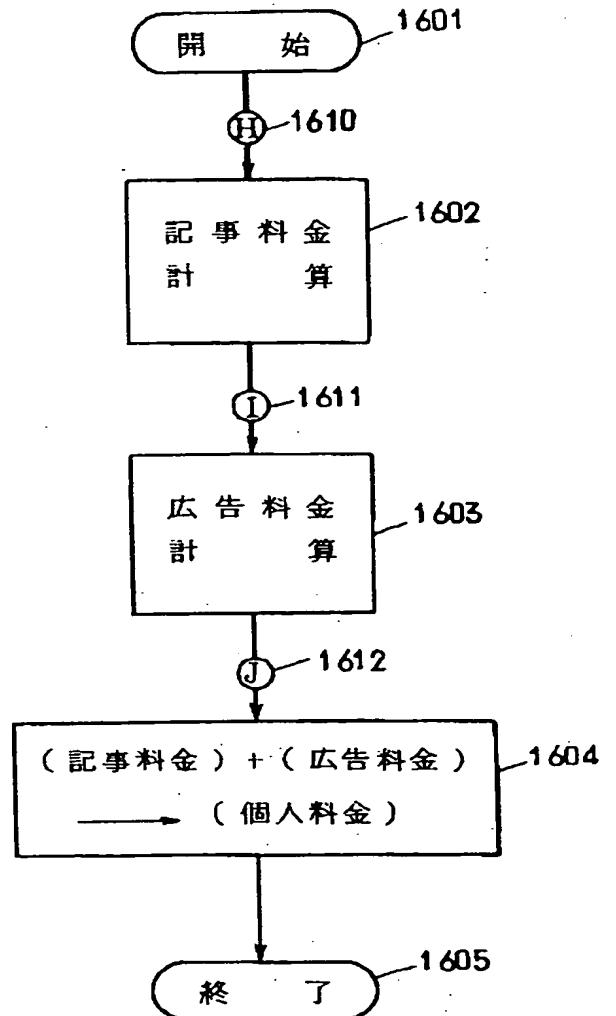 開 始
1601
H
1610
記事料金
計 算
1602
I
1611
広告料金
計 算
1603
J
1612
(記事料金)+(広告料金)
→(個人料金)
1604
終 了
1605